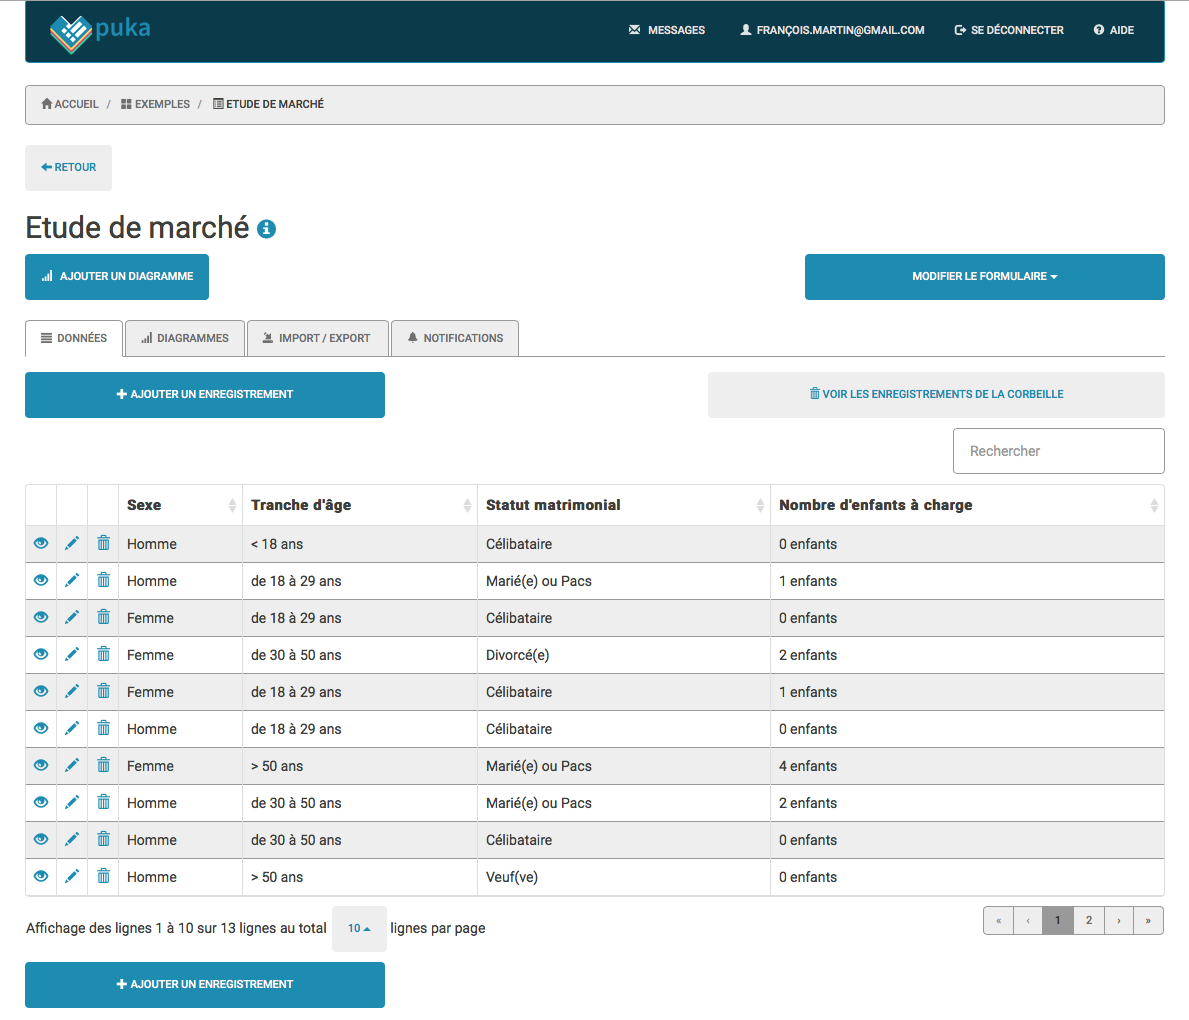 puka MESSAGES FRANÇOIS.MARTIN@GMAIL.COM SE DÉCONNECTER AIDE
ACCUEIL / EXEMPLES / ETUDE DE MARCHÉ
RETOUR
Etude de marché
AJOUTER UN DIAGRAMME MODIFIER LE FORMULAIRE
DONNÉES DIAGRAMMES IMPORT / EXPORT NOTIFICATIONS
AJOUTER UN ENREGISTREMENT VOIR LES ENREGISTREMENTS DE LA CORBEILLE
Rechercher
Sexe Tranche d'âge Statut matrimonial Nombre d'enfants à charge
Homme < 18 ans Célibataire 0 enfants
Homme de 18 à 29 ans Marié(e) ou Pacs 1 enfants
Femme de 18 à 29 ans Célibataire 0 enfants
Femme de 30 à 50 ans Divorcé(e) 2 enfants
Femme de 18 à 29 ans Célibataire 1 enfants
Homme de 18 à 29 ans Célibataire 0 enfants
Femme > 50 ans Marié(e) ou Pacs 4 enfants
Homme de 30 à 50 ans Marié(e) ou Pacs 2 enfants
Homme de 30 à 50 ans Célibataire 0 enfants
Homme > 50 ans Veuf(ve) 0 enfants
Affichage des lignes 1 à 10 sur 13 lignes au total 10 lignes par page « ‹ 1 2 › »
AJOUTER UN ENREGISTREMENT